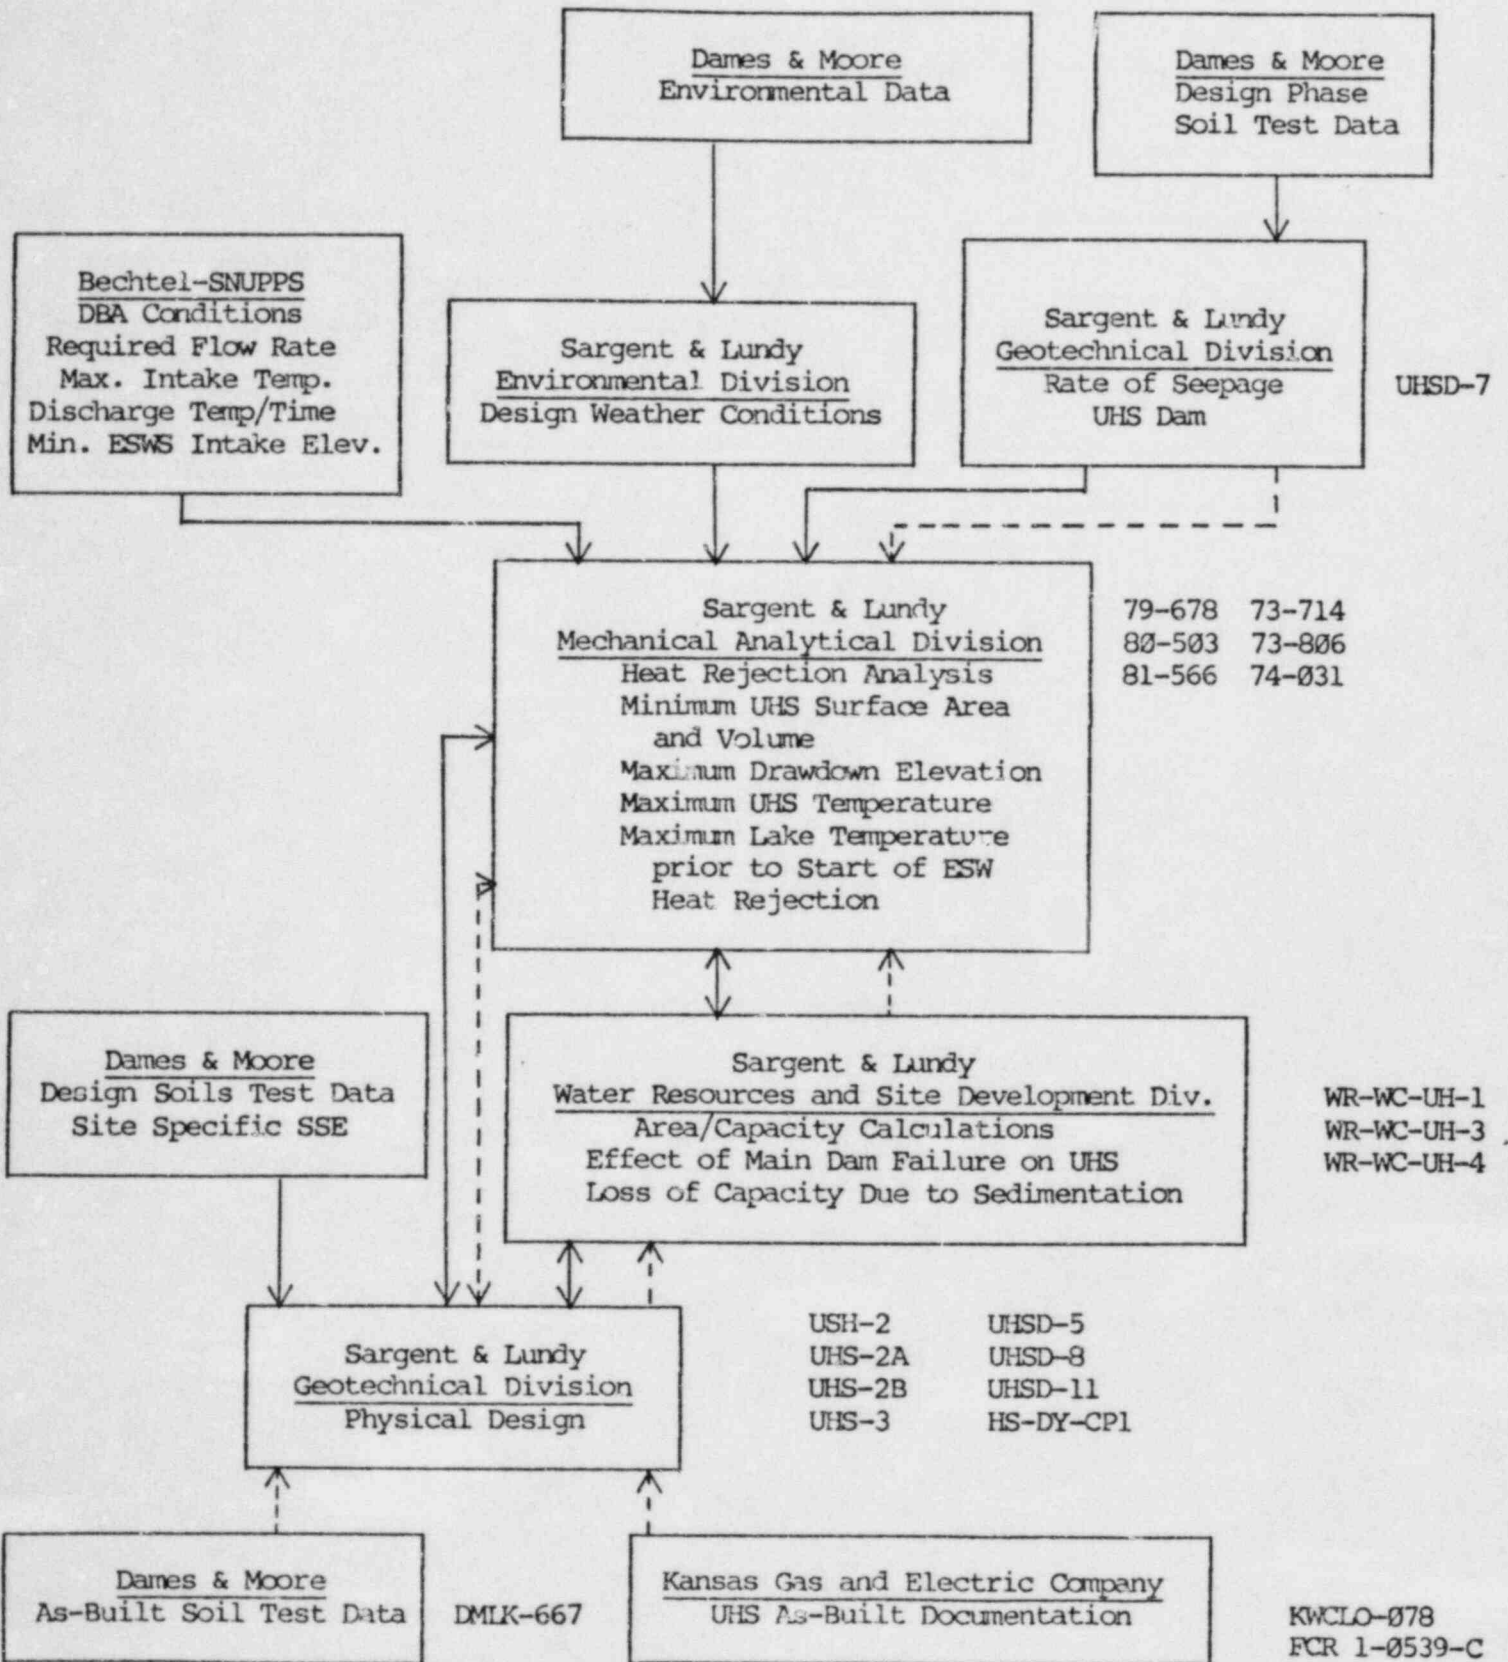 Dames & Moore
Environmental Data
Dames & Moore
Design Phase
Soil Test Data
Bechtel-SNUPPS
DBA Conditions
Required Flow Rate
Max. Intake Temp.
Discharge Temp/Time
Min. ESWS Intake Elev.
Sargent & Lundy
Environmental Division
Design Weather Conditions
Sargent & Lundy
Geotechnical Division
Rate of Seepage
UHS Dam
UHSD-7
Sargent & Lundy
Mechanical Analytical Division
Heat Rejection Analysis
Minimum UHS Surface Area
and Volume
Maximum Drawdown Elevation
Maximum UHS Temperature
Maximum Lake Temperature
prior to Start of ESW
Heat Rejection
79-678 73-714
80-503 73-806
81-566 74-031
Dames & Moore
Design Soils Test Data
Site Specific SSE
Sargent & Lundy
Water Resources and Site Development Div.
Area/Capacity Calculations
Effect of Main Dam Failure on UHS
Loss of Capacity Due to Sedimentation
WR-WC-UH-1
WR-WC-UH-3
WR-WC-UH-4
Sargent & Lundy
Geotechnical Division
Physical Design
USH-2 UHSD-5
UHS-2A UHSD-8
UHS-2B UHSD-11
UHS-3 HS-DY-CP1
Dames & Moore
As-Built Soil Test Data
DMLK-667
Kansas Gas and Electric Company
UHS As-Built Documentation
KWCLO-078
FCR 1-0539-C